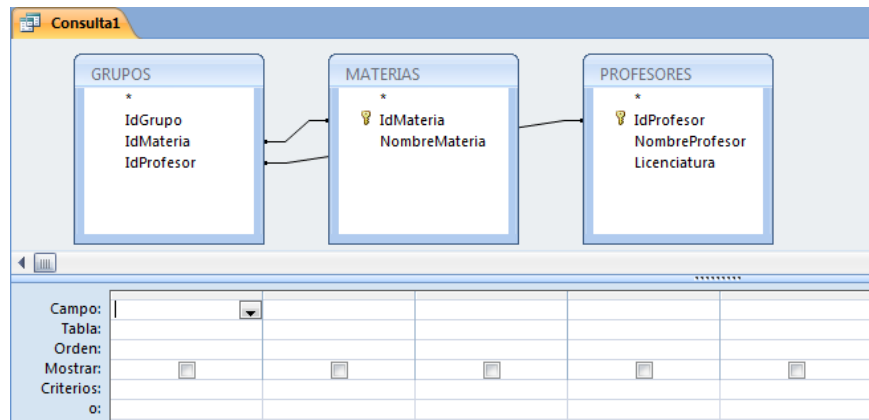 Consulta1
GRUPOS
*
IdGrupo
IdMateria
IdProfesor
MATERIAS
*
IdMateria
NombreMateria
PROFESORES
*
IdProfesor
NombreProfesor
Licenciatura
Campo:
Tabla:
Orden:
Mostrar:
Criterios:
o: